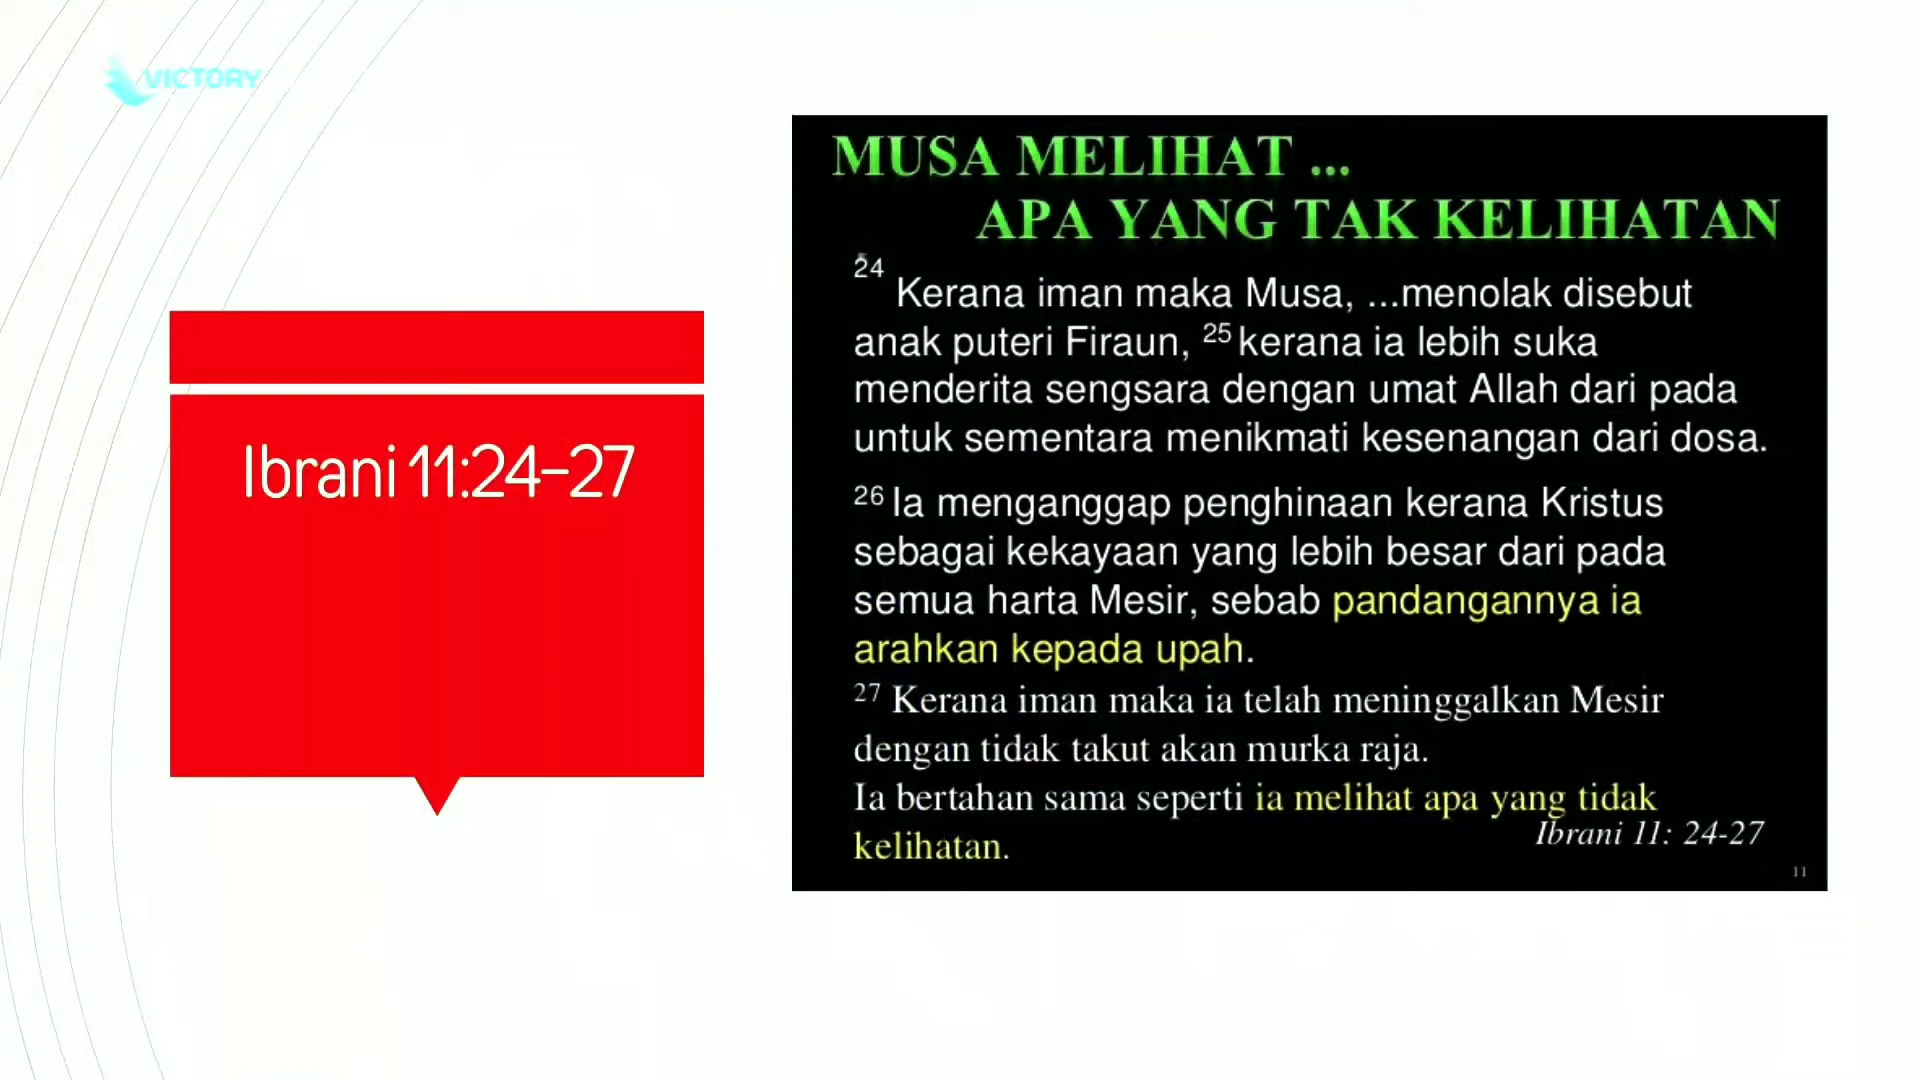 VICTORY
Ibrani 11:24-27
MUSA MELIHAT ...
APA YANG TAK KELIHATAN
24 Kerana iman maka Musa, ...menolak disebut
anak puteri Firaun, 25 kerana ia lebih suka
menderita sengsara dengan umat Allah dari pada
untuk sementara menikmati kesenangan dari dosa.
26 Ia menganggap penghinaan kerana Kristus
sebagai kekayaan yang lebih besar dari pada
semua harta Mesir, sebab pandangannya ia
arahkan kepada upah.
27 Kerana iman maka ia telah meninggalkan Mesir
dengan tidak takut akan murka raja.
Ia bertahan sama seperti ia melihat apa yang tidak
kelihatan.
Ibrani 11: 24-27
11